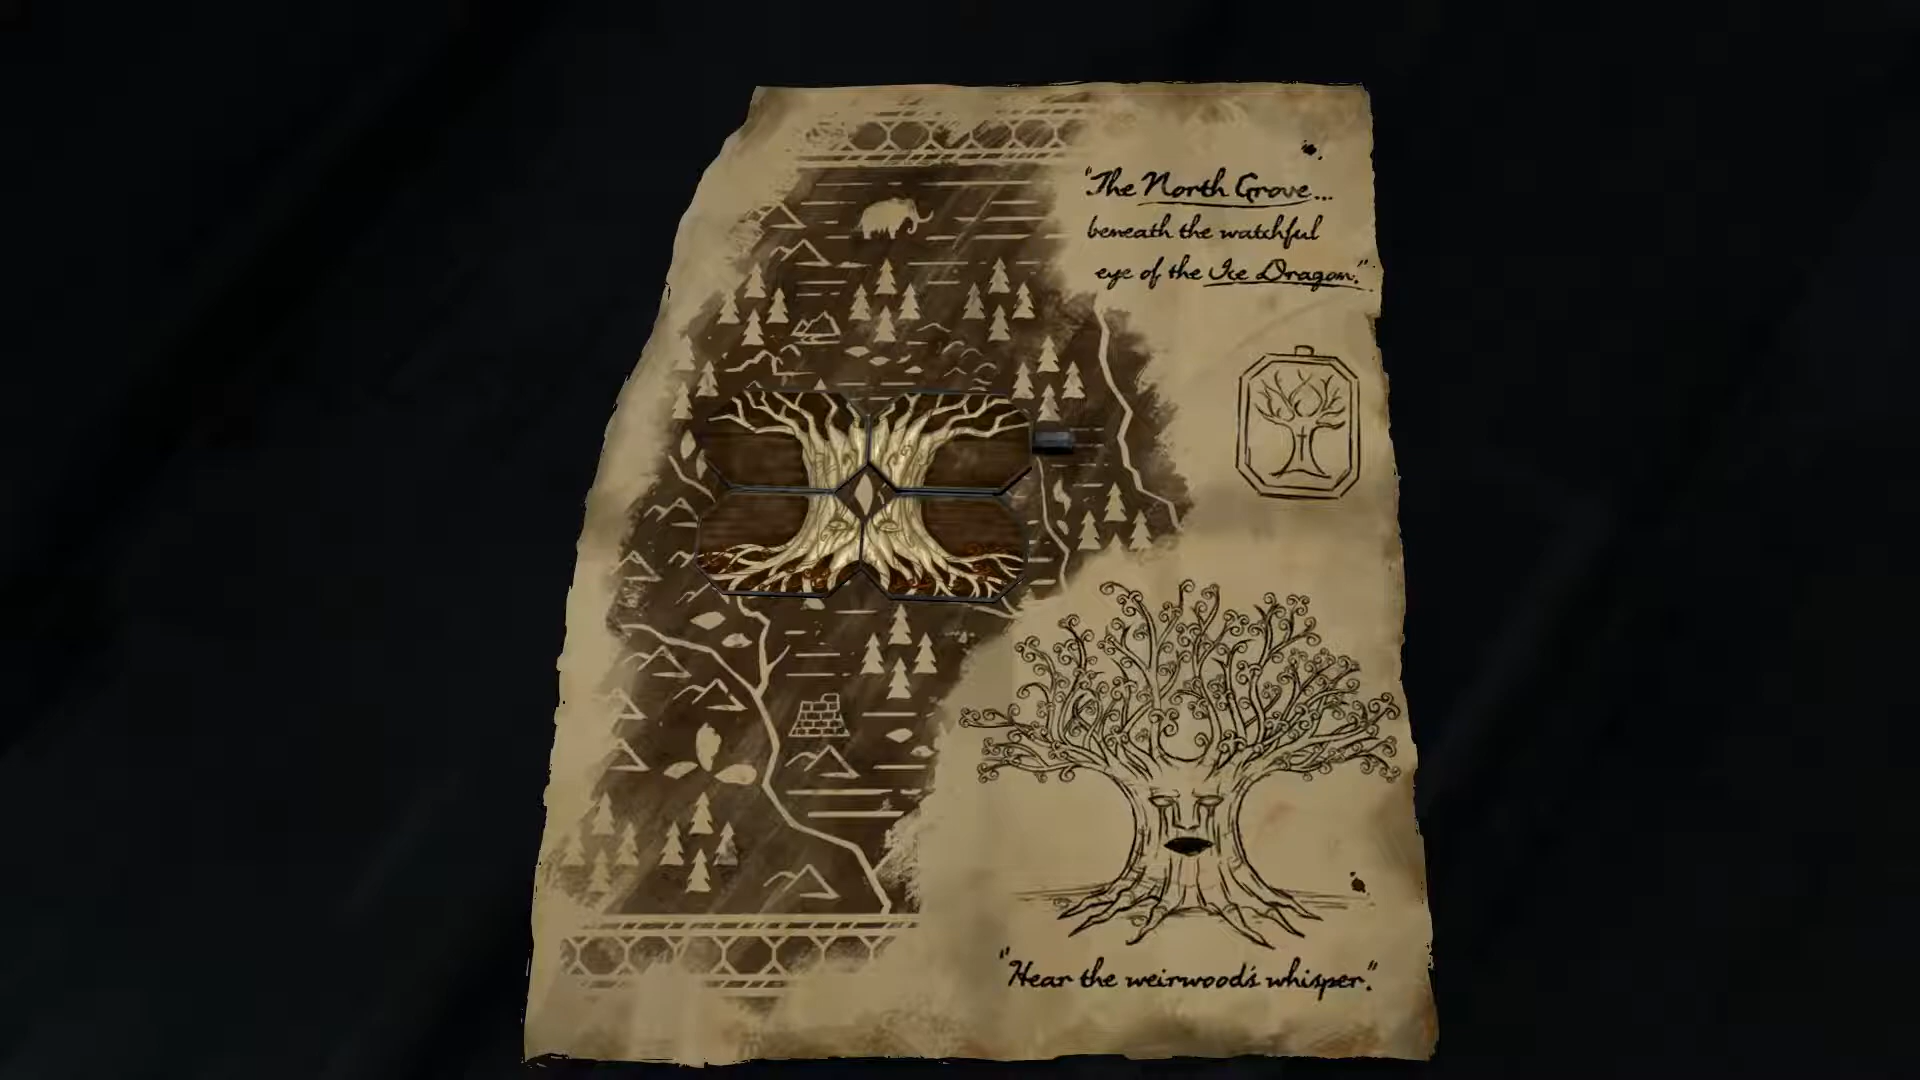 "The North Grove...
beneath the watchful
eye of the Ice Dragon."
"Hear the weirwood's whisper."